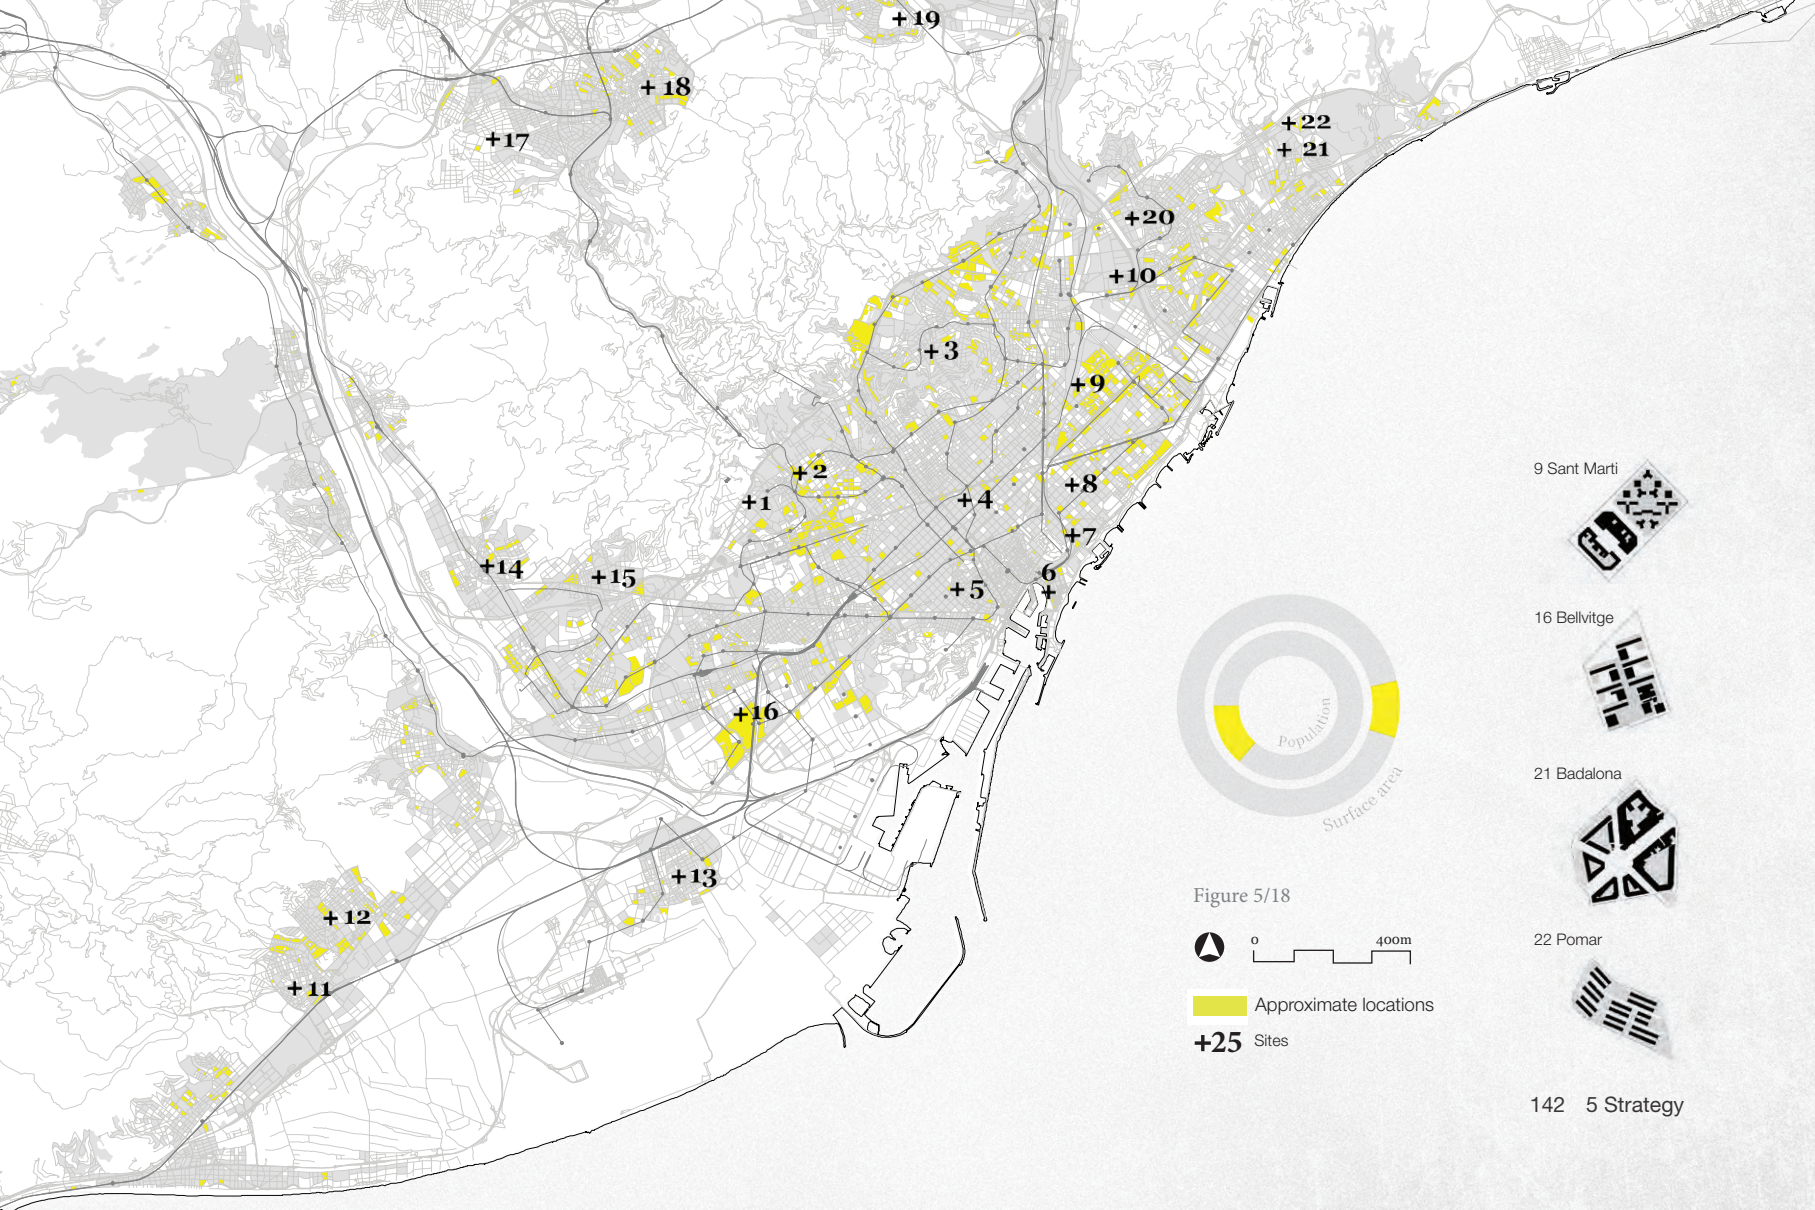 + 19
+ 18
+17
+ 22
+ 21
+20
+10
+ 3
+9
+ 2
+1
+ 4
+8
+7
6
+
+ 5
+14
+15
+16
+13
+ 12
+ 11
9 Sant Marti
16 Bellvitge
21 Badalona
22 Pomar
Population
Surface area
Figure 5/18
0 400m
Approximate locations
+25 Sites
142 5 Strategy